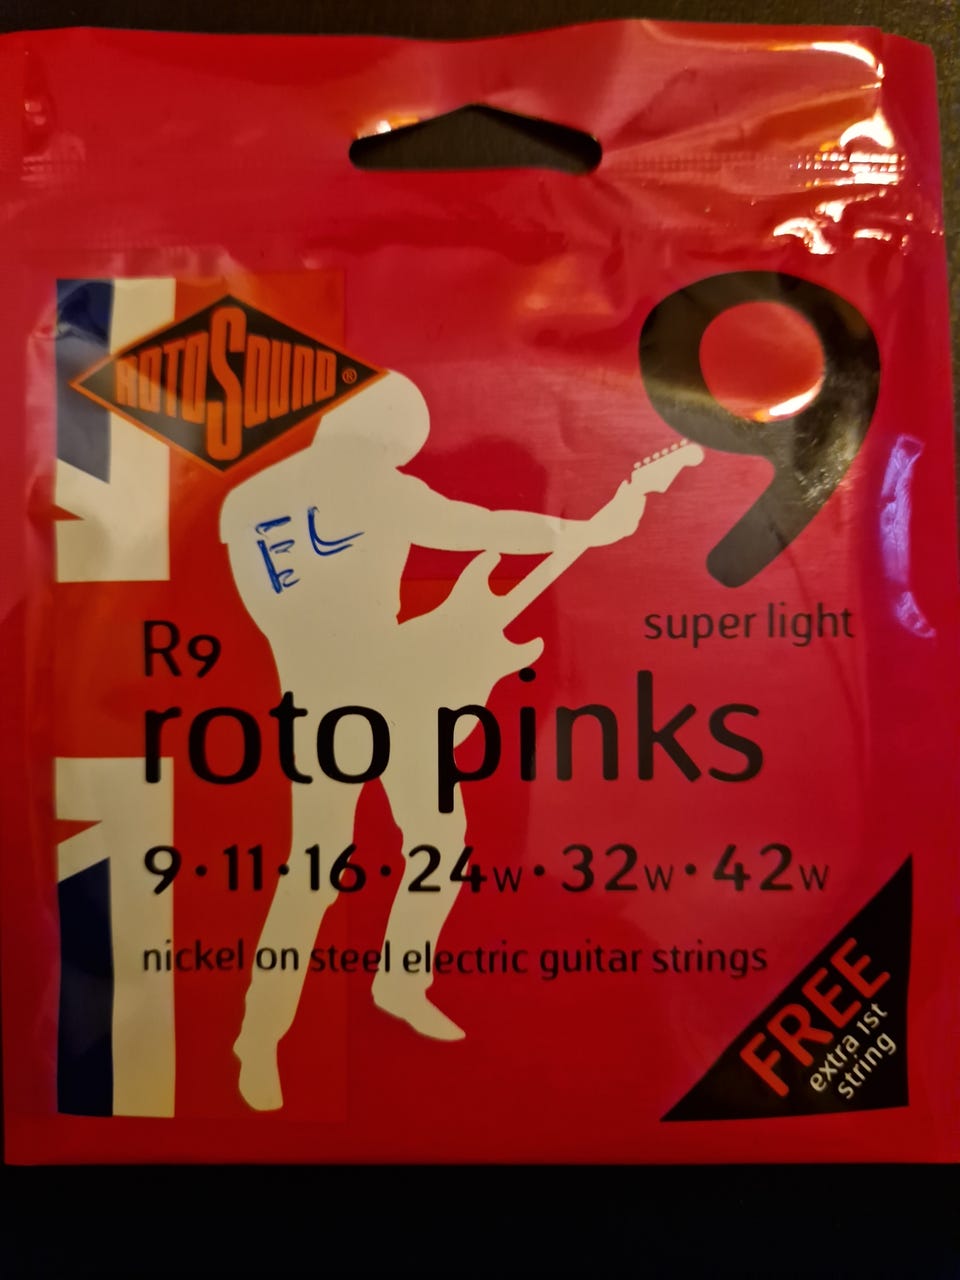 ROTOSOUND®
9
super light
EL
R9
roto pinks
9·11·16·24w·32w·42w
nickel on steel electric guitar strings
FREE
extra 1st
string